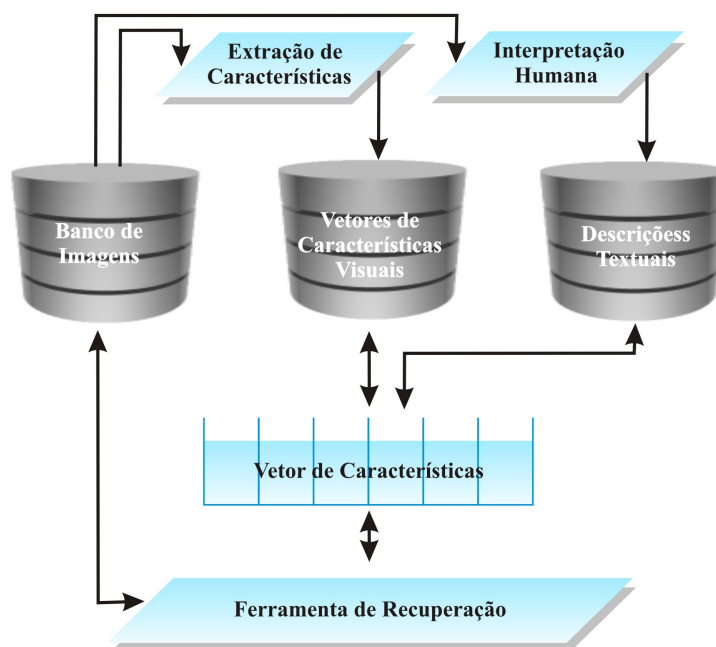 Extração de
Características
Interpretação
Humana
Banco de
Imagens
Vetores de
Características
Visuais
Descriçõess
Textuais
Vetor de Características
Ferramenta de Recuperação